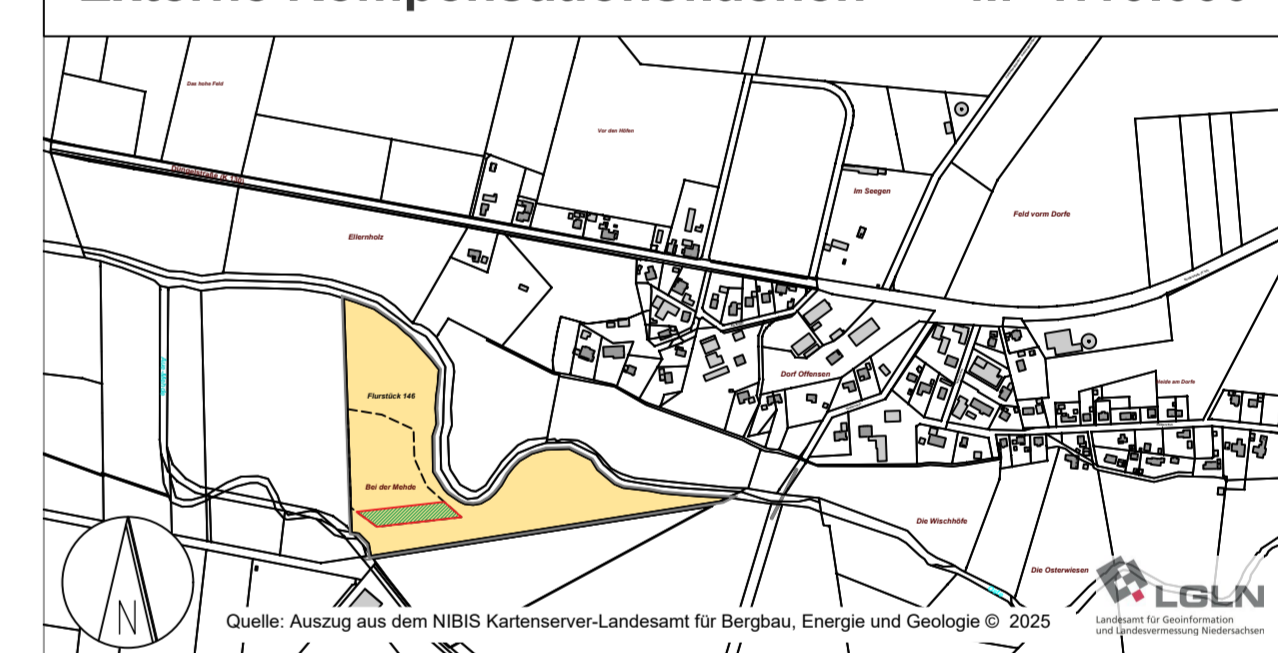 Externe Kompensationsflächen
Das hohe Feld
Vor den Höfen
Im Seegen
Feld vorm Dorfe
Ellernholz
Flurstück 146
Dorf Offensen
Heide am Dorfe
Bei der Mehde
Die Wischhöfe
Die Osterwiesen
N
Quelle: Auszug aus dem NIBIS Kartenserver-Landesamt für Bergbau, Energie und Geologie © 2025
LGLN
Landesamt für Geoinformation
und Landesvermessung Niedersachsen